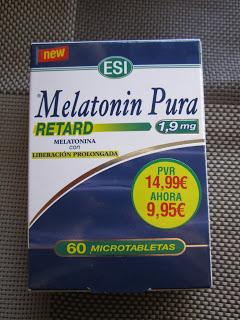 new
ESI
Melatonin Pura
RETARD 1,9 mg
MELATONINA
con
LIBERACIÓN PROLONGADA
PVR
14,99€
AHORA
9,95€
60 MICROTABLETAS